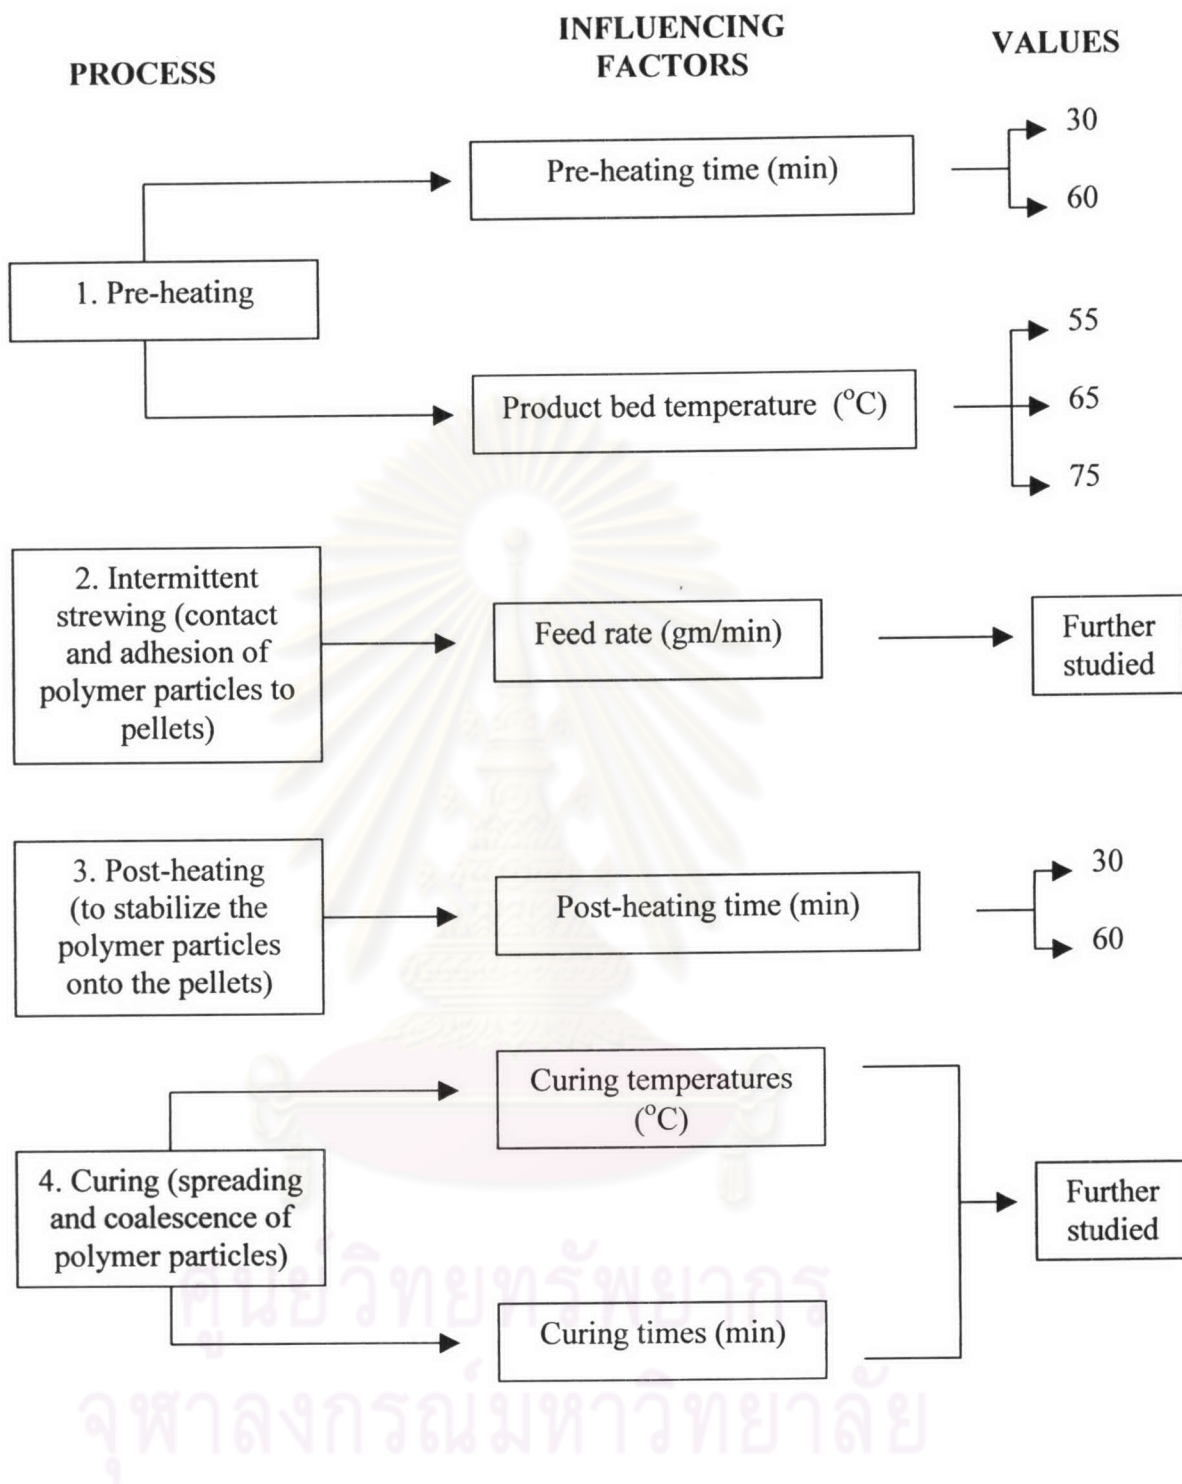 PROCESS
INFLUENCING
FACTORS
VALUES
Pre-heating time (min)
30
60
1. Pre-heating
Product bed temperature (°C)
55
65
75
2. Intermittent
strewing (contact
and adhesion of
polymer particles to
pellets)
Feed rate (gm/min)
Further
studied
3. Post-heating
(to stabilize the
polymer particles
onto the pellets)
Post-heating time (min)
30
60
Curing temperatures
(°C)
4. Curing (spreading
and coalescence of
polymer particles)
Further
studied
Curing times (min)
ศูนย์วิทยทรัพยากร
จุฬาลงกรณ์มหาวิทยาลัย